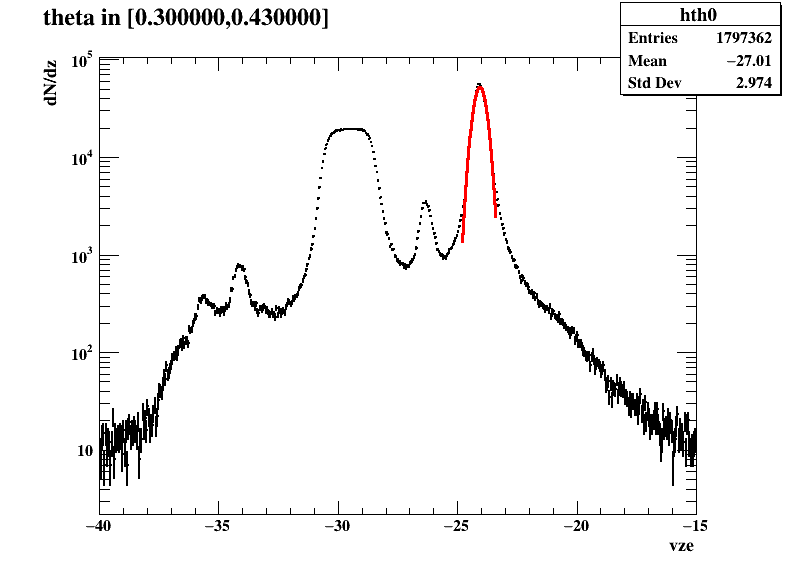 theta in [0.300000,0.430000]
hth0
Entries 1797362
Mean −27.01
Std Dev 2.974
dN/dz
10^5
10^4
10^3
10^2
10
−40 −35 −30 −25 −20 −15
vze